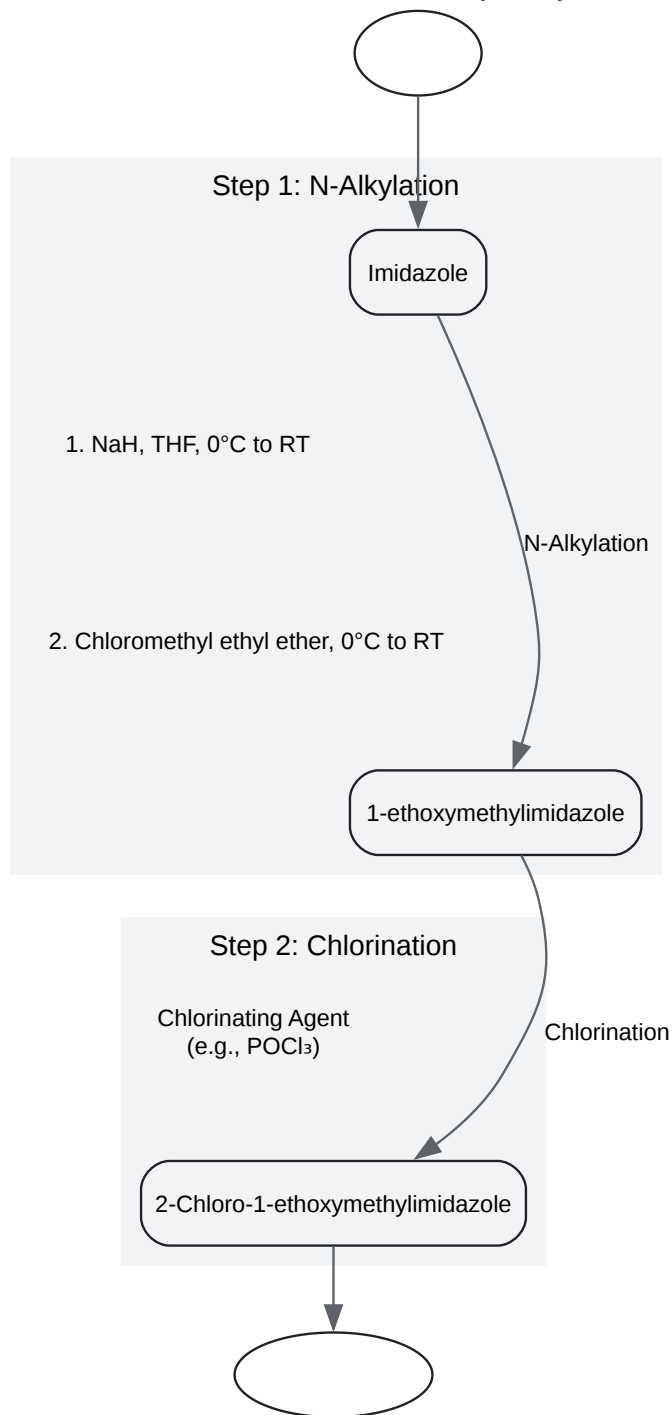 Step 1: N-Alkylation
Imidazole
1. NaH, THF, 0°C to RT
N-Alkylation
2. Chloromethyl ethyl ether, 0°C to RT
1-ethoxymethylimidazole
Step 2: Chlorination
Chlorinating Agent
(e.g., POCl₃)
Chlorination
2-Chloro-1-ethoxymethylimidazole